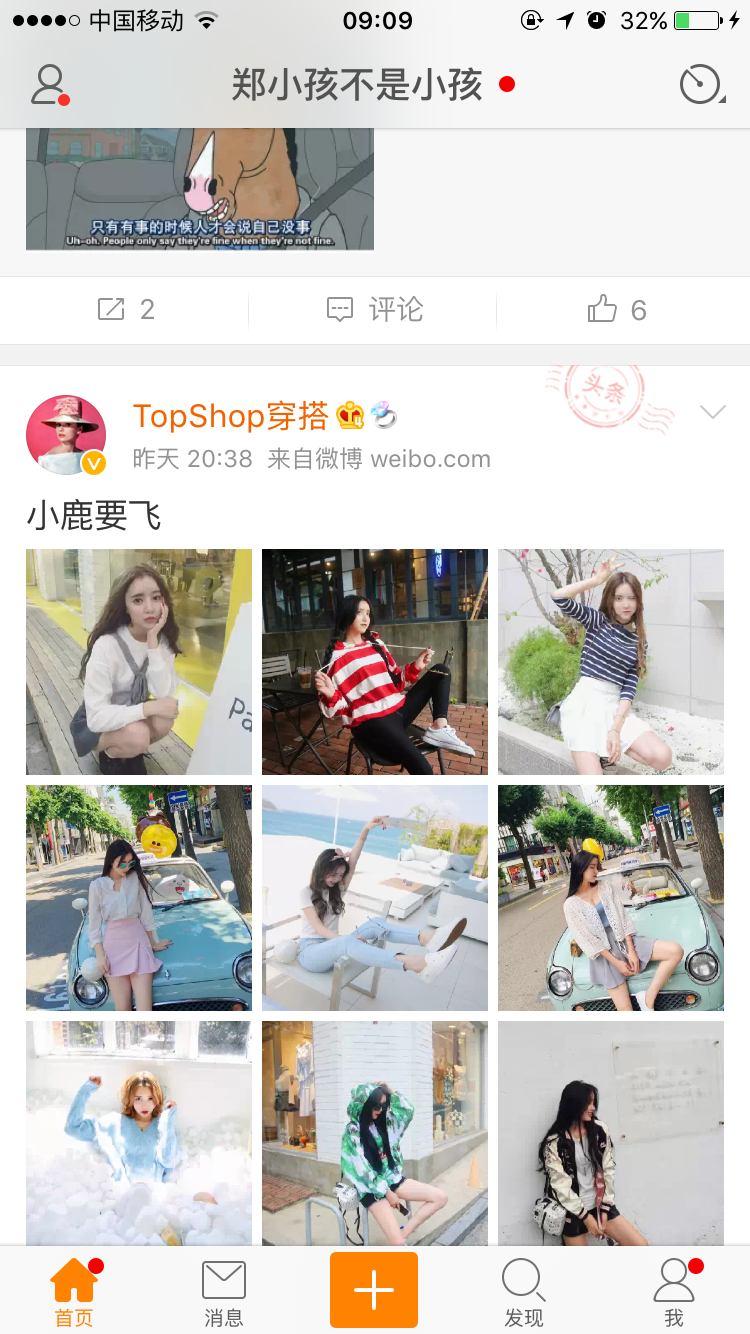 中国移动 09:09 32%
郑小孩不是小孩
只有有事的时候人才会说自己没事
Uh-oh. People only say they're fine when they're not fine.
2 评论 6
头条
TopShop穿搭
昨天 20:38 来自微博 weibo.com
小鹿要飞
Pa
首页 消息 发现 我